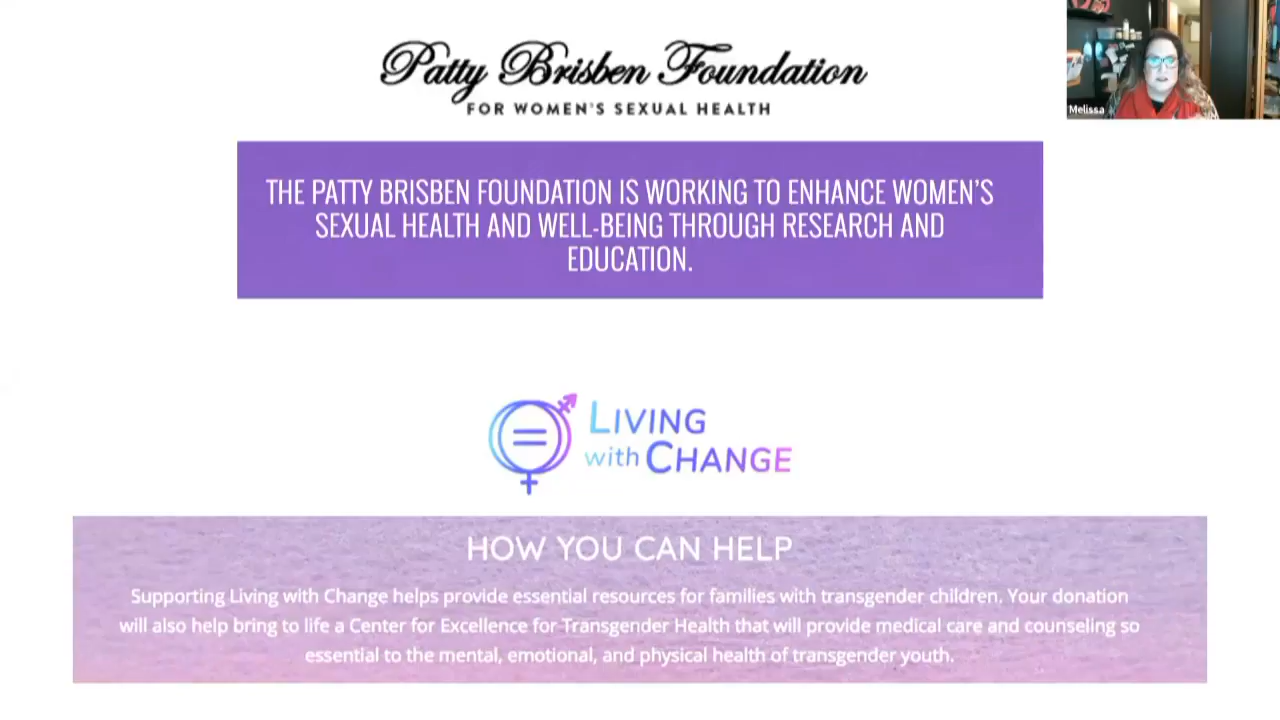 Patty Brisben Foundation
FOR WOMEN'S SEXUAL HEALTH
Melissa
THE PATTY BRISBEN FOUNDATION IS WORKING TO ENHANCE WOMEN'S
SEXUAL HEALTH AND WELL-BEING THROUGH RESEARCH AND
EDUCATION.
LIVING
with CHANGE
HOW YOU CAN HELP
Supporting Living with Change helps provide essential resources for families with transgender children. Your donation
will also help bring to life a Center for Excellence for Transgender Health that will provide medical care and counseling so
essential to the mental, emotional, and physical health of transgender youth.